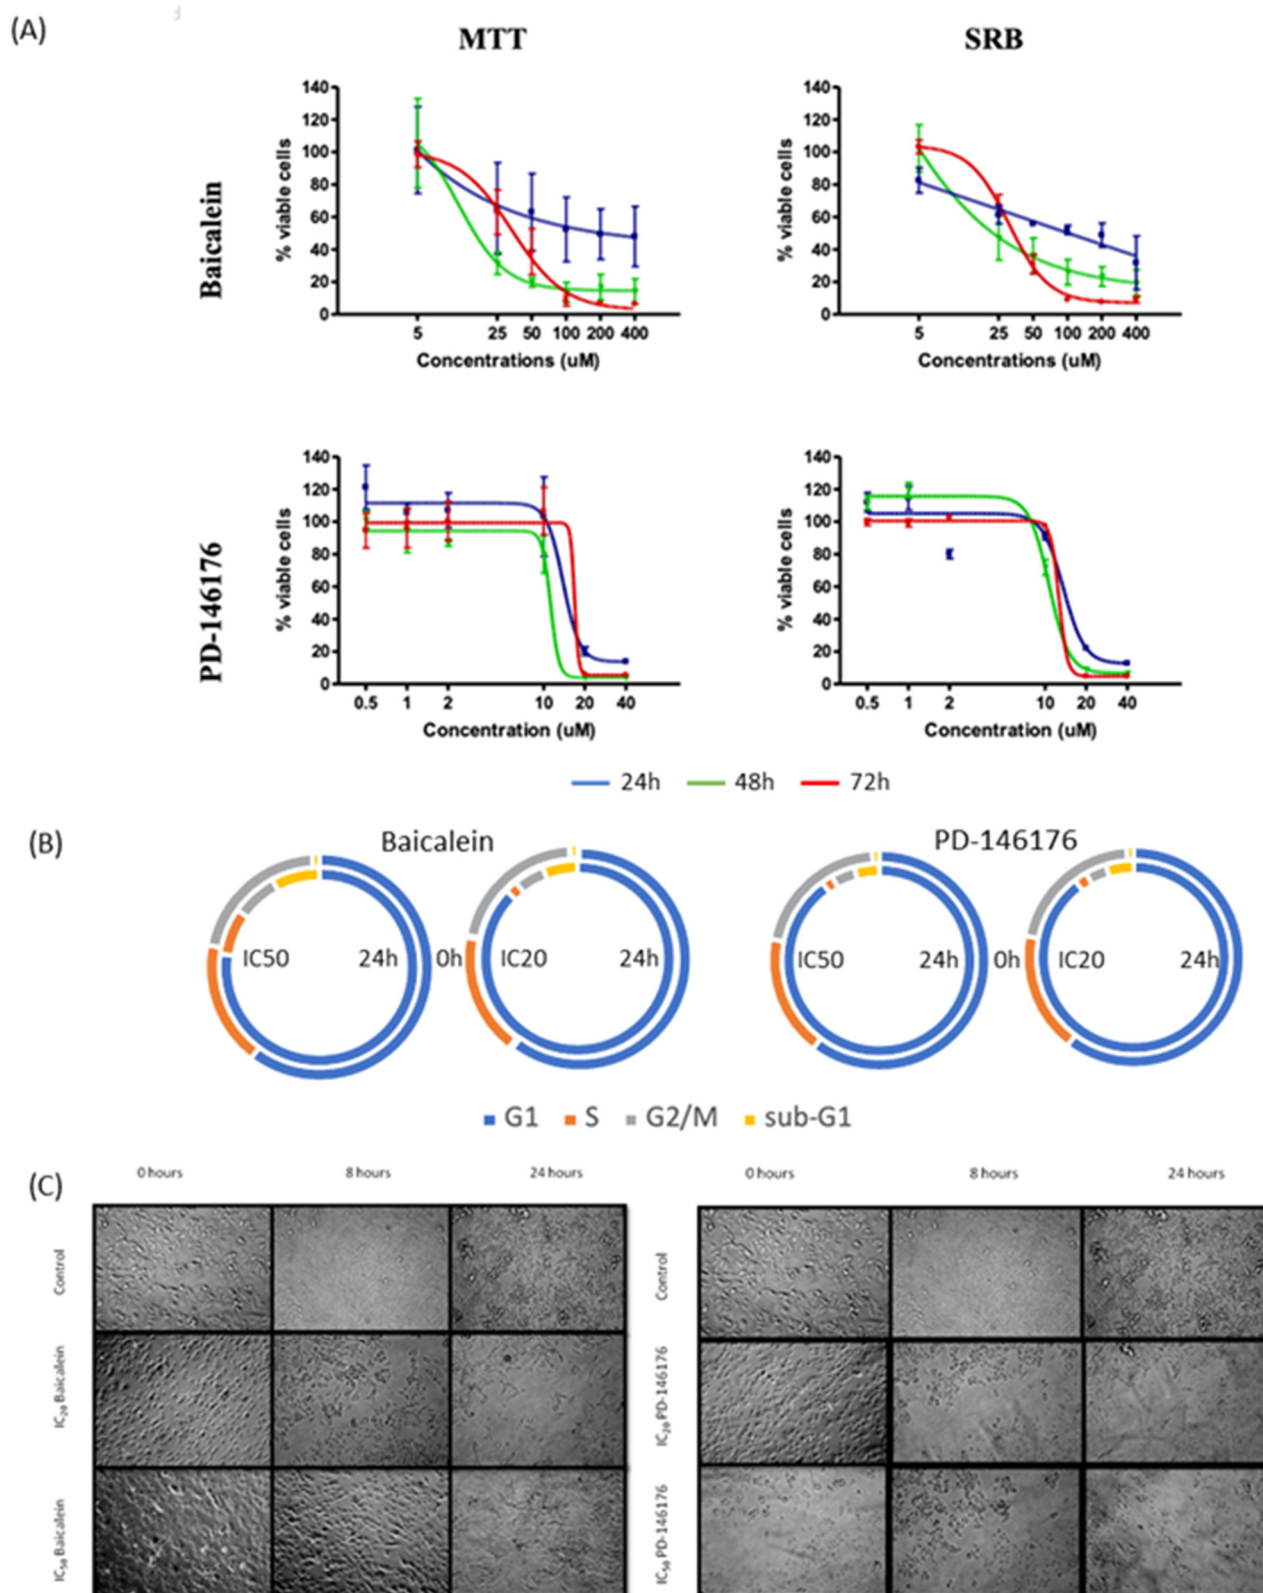 (A)
MTT
SRB
Baicalein
% viable cells
140
120
100
80
60
40
20
0
5 25 50 100 200 400
Concentrations (uM)
% viable cells
140
120
100
80
60
40
20
0
5 25 50 100 200 400
Concentrations (uM)
PD-146176
% viable cells
140
120
100
80
60
40
20
0
0.5 1 2 10 20 40
Concentration (uM)
% viable cells
140
120
100
80
60
40
20
0
0.5 1 2 10 20 40
Concentration (uM)
24h 48h 72h
(B)
Baicalein
PD-146176
IC50 24h 0h IC20 24h
IC50 24h 0h IC20 24h
G1 S G2/M sub-G1
(C)
0 hours 8 hours 24 hours
0 hours 8 hours 24 hours
Control
IC20 Baicalein
IC50 Baicalein
Control
IC20 PD-146176
IC50 PD-146176